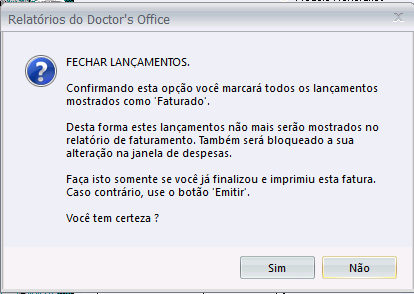 Relatórios do Doctor's Office
FECHAR LANÇAMENTOS.
Confirmando esta opção você marcará todos os lançamentos
mostrados como 'Faturado'.
Desta forma estes lançamentos não mais serão mostrados no
relatório de faturamento. Também será bloqueado a sua
alteração na janela de despesas.
Faça isto somente se você já finalizou e imprimiu esta fatura.
Caso contrário, use o botão 'Emitir'.
Você tem certeza ?
Sim
Não